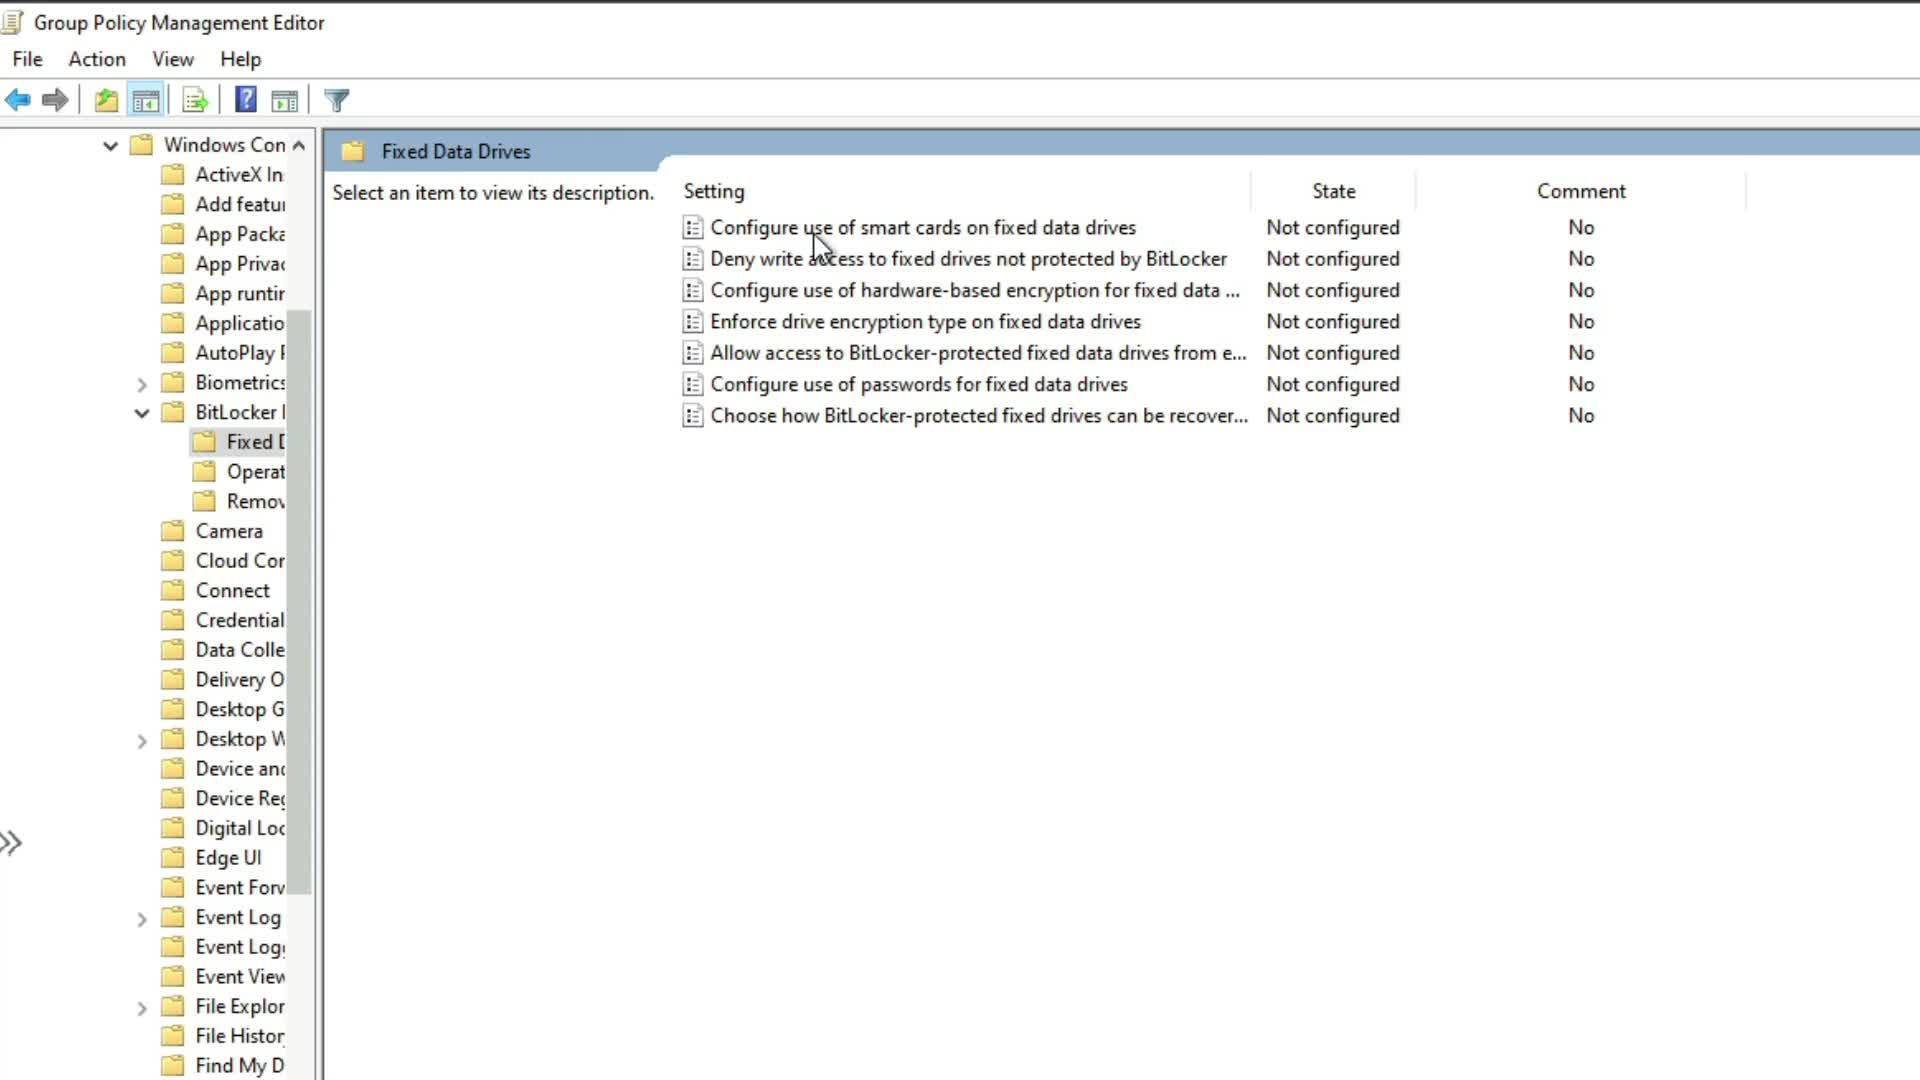 Group Policy Management Editor
File Action View Help
Windows Con
ActiveX In
Add featur
App Packa
App Privac
App runtin
Applicatio
AutoPlay P
Biometrics
BitLocker
Fixed D
Operat
Remov
Camera
Cloud Con
Connect
Credential
Data Colle
Delivery O
Desktop G
Desktop W
Device and
Device Reg
Digital Loc
Edge UI
Event Forw
Event Log
Event Logg
Event View
File Explor
File Histor
Find My D
Fixed Data Drives
Select an item to view its description.
Setting State Comment
Configure use of smart cards on fixed data drives Not configured No
Deny write access to fixed drives not protected by BitLocker Not configured No
Configure use of hardware-based encryption for fixed data ... Not configured No
Enforce drive encryption type on fixed data drives Not configured No
Allow access to BitLocker-protected fixed data drives from e... Not configured No
Configure use of passwords for fixed data drives Not configured No
Choose how BitLocker-protected fixed drives can be recover... Not configured No